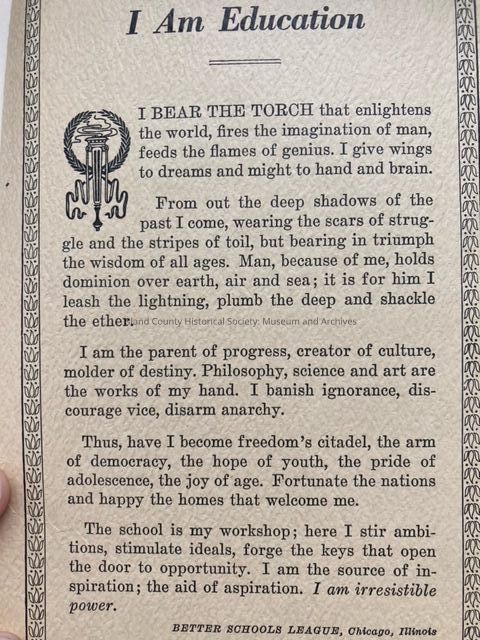 I Am Education
I BEAR THE TORCH that enlightens
the world, fires the imagination of man,
feeds the flames of genius. I give wings
to dreams and might to hand and brain.
From out the deep shadows of the
past I come, wearing the scars of strug-
gle and the stripes of toil, but bearing in triumph
the wisdom of all ages. Man, because of me, holds
dominion over earth, air and sea; it is for him I
leash the lightning, plumb the deep and shackle
the ether.
land County Historical Society: Museum and Archives
I am the parent of progress, creator of culture,
molder of destiny. Philosophy, science and art are
the works of my hand. I banish ignorance, dis-
courage vice, disarm anarchy.
Thus, have I become freedom's citadel, the arm
of democracy, the hope of youth, the pride of
adolescence, the joy of age. Fortunate the nations
and happy the homes that welcome me.
The school is my workshop; here I stir ambi-
tions, stimulate ideals, forge the keys that open
the door to opportunity. I am the source of in-
spiration; the aid of aspiration. I am irresistible
power.
BETTER SCHOOLS LEAGUE, Chicago, Illinois